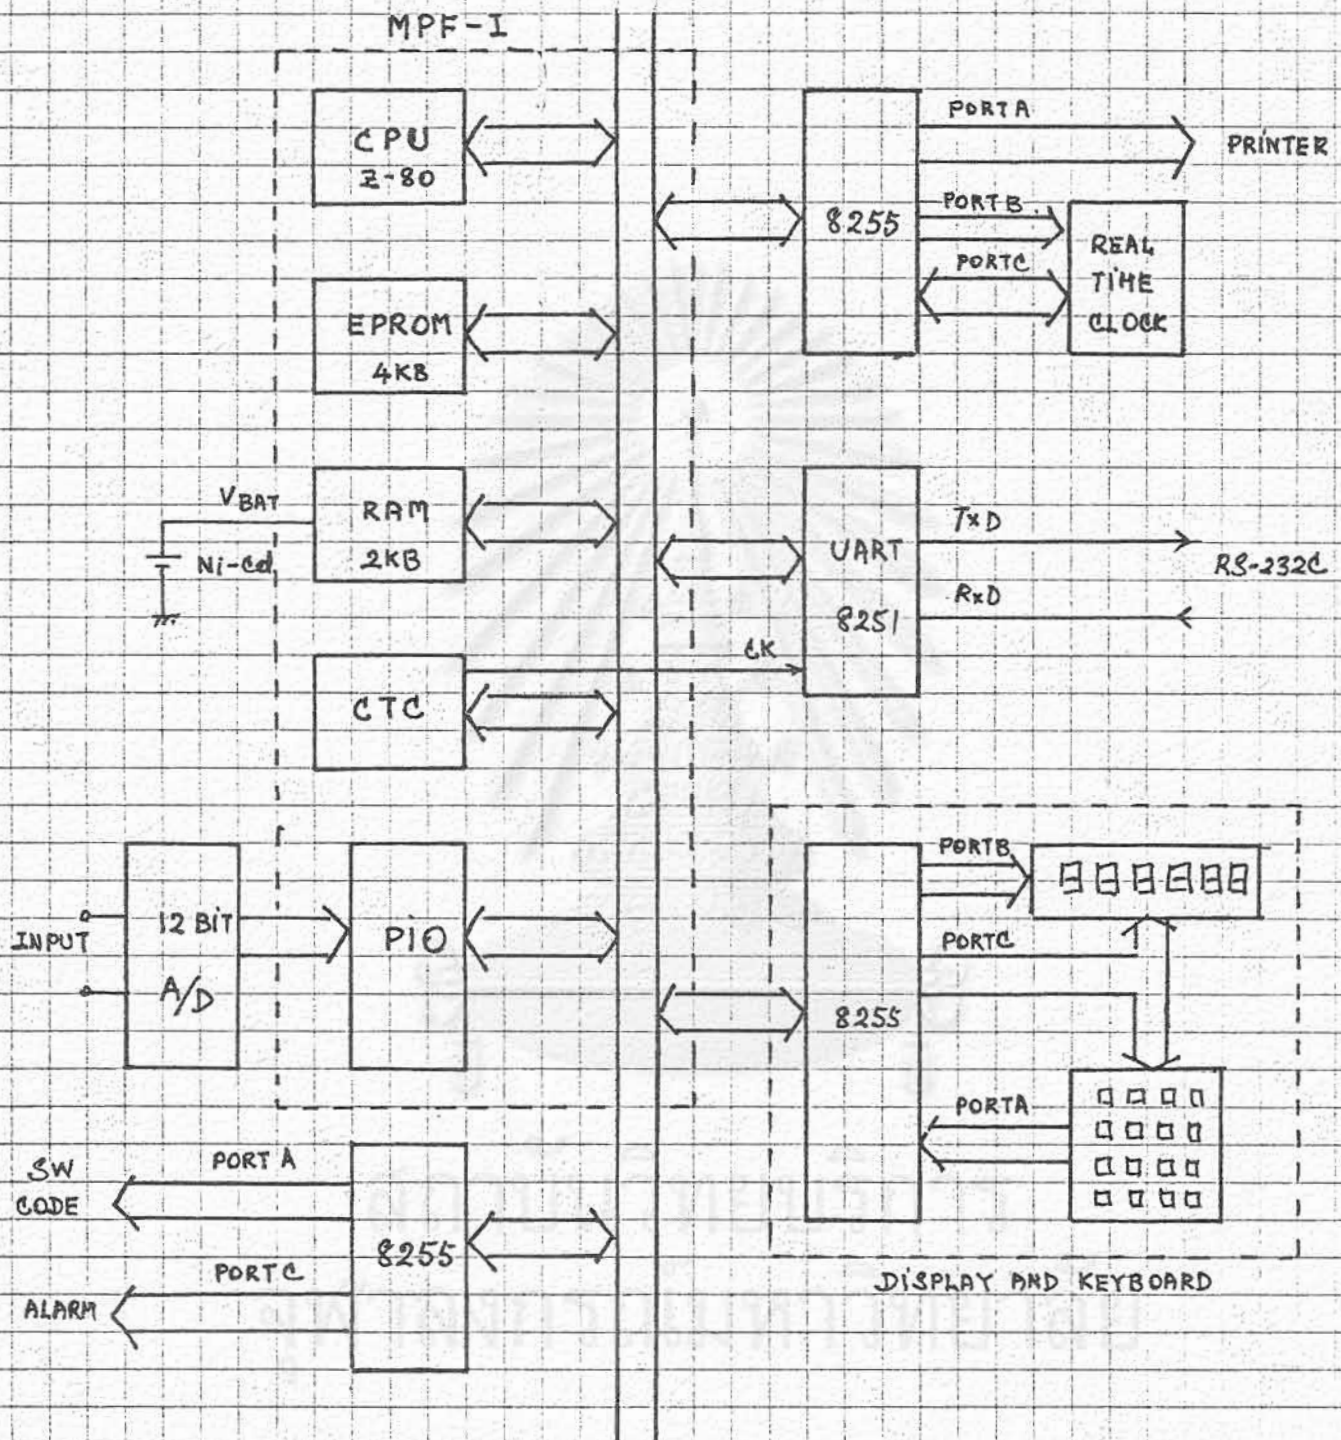 MPF-I
CPU
Z-80
EPROM
4KB
VBAT
Ni-Cd
RAM
2KB
CTC
CK
INPUT
12 BIT
A/D
PIO
SW
CODE
PORT A
ALARM
PORT C
8255
8255
PORT A
PRINTER
PORT B
PORT C
REAL
TIME
CLOCK
UART
8251
TxD
RxD
RS-232C
8255
PORT B
PORT C
PORT A
DISPLAY AND KEYBOARD